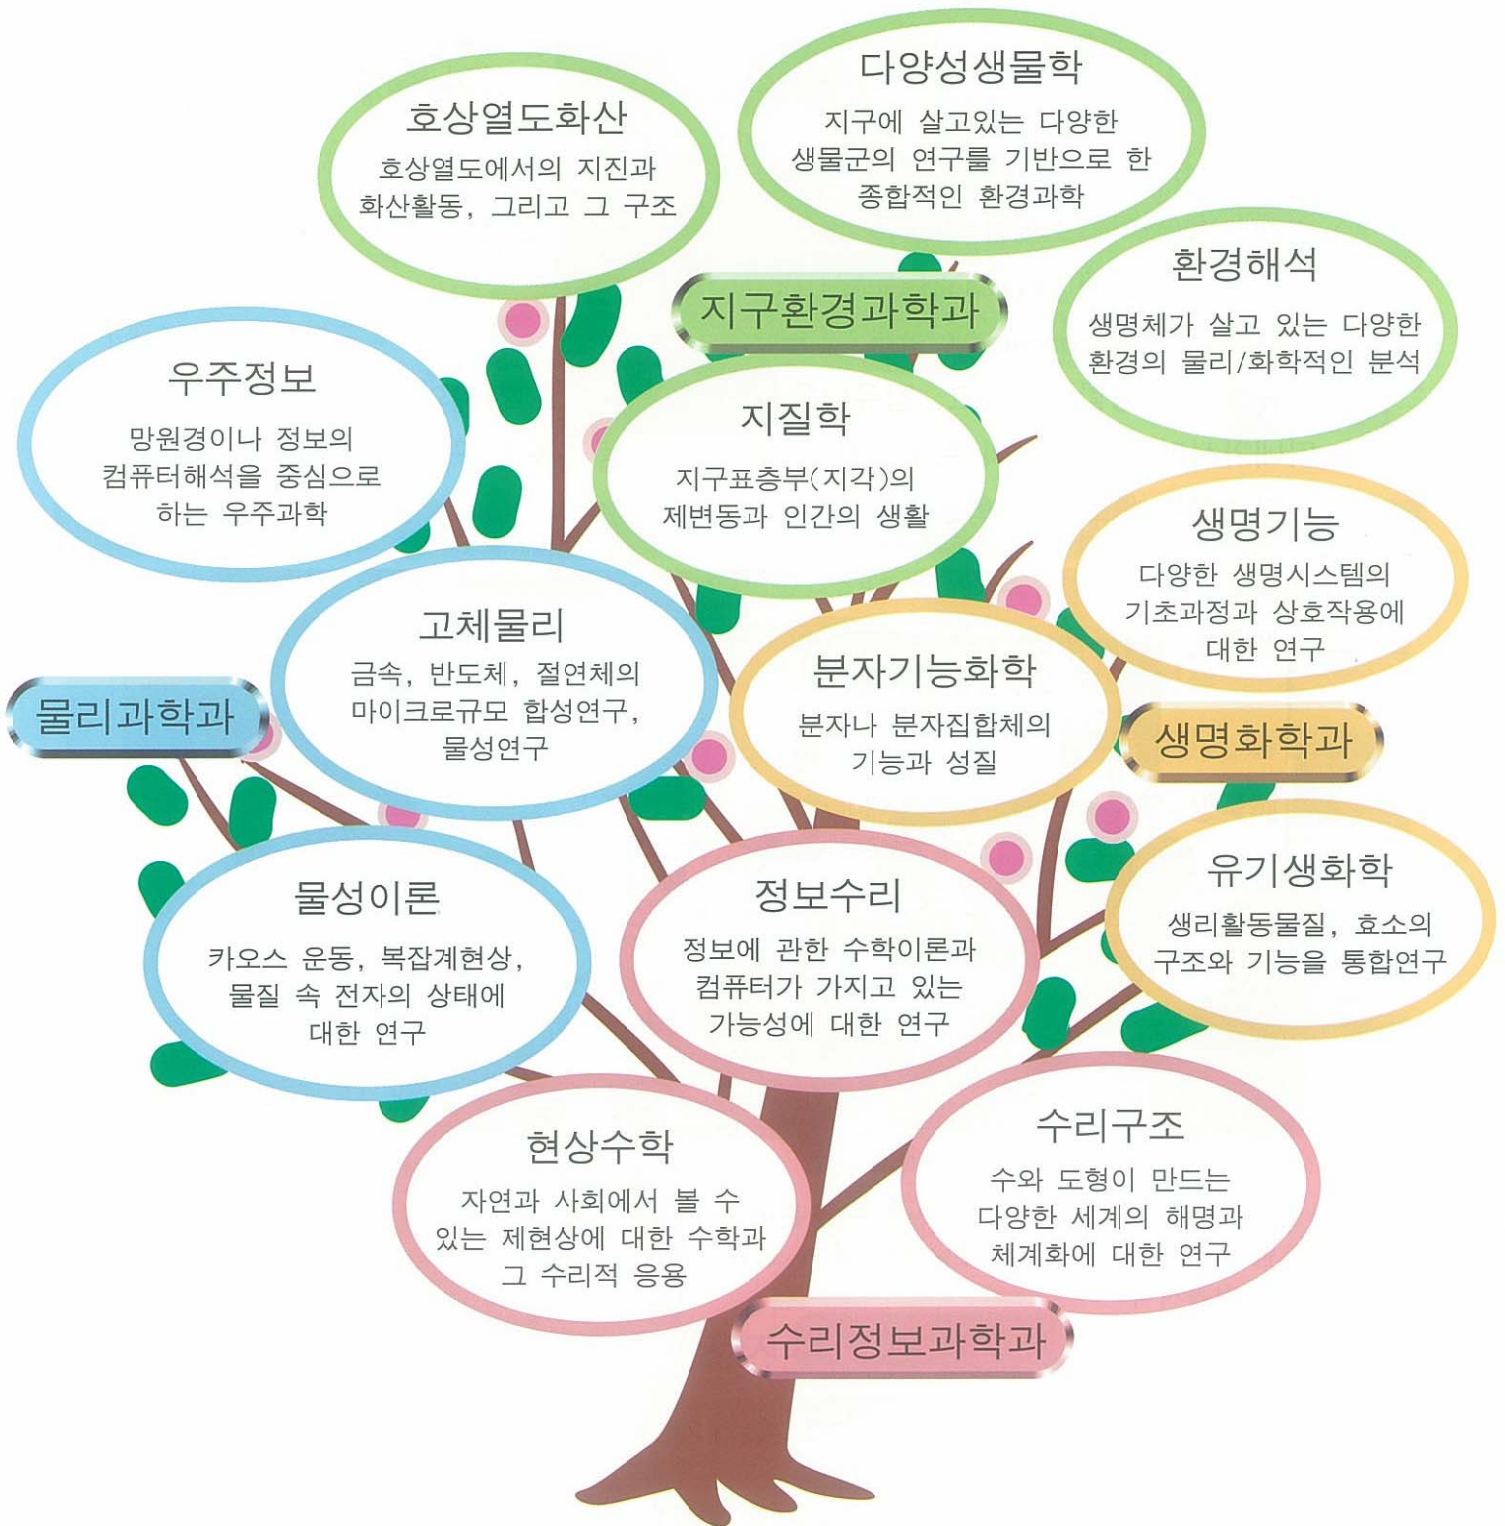 다양성생물학
지구에 살고있는 다양한
생물군의 연구를 기반으로 한
종합적인 환경과학
호상열도화산
호상열도에서의 지진과
화산활동, 그리고 그 구조
환경해석
생명체가 살고 있는 다양한
환경의 물리/화학적인 분석
지구환경과학과
우주정보
망원경이나 정보의
컴퓨터해석을 중심으로
하는 우주과학
지질학
지구표층부(지각)의
제변동과 인간의 생활
생명기능
다양한 생명시스템의
기초과정과 상호작용에
대한 연구
고체물리
금속, 반도체, 절연체의
마이크로규모 합성연구,
물성연구
분자기능화학
분자나 분자집합체의
기능과 성질
물리과학과
생명화학과
물성이론
카오스 운동, 복잡계현상,
물질 속 전자의 상태에
대한 연구
정보수리
정보에 관한 수학이론과
컴퓨터가 가지고 있는
가능성에 대한 연구
유기생화학
생리활동물질, 효소의
구조와 기능을 통합연구
현상수학
자연과 사회에서 볼 수
있는 제현상에 대한 수학과
그 수리적 응용
수리구조
수와 도형이 만드는
다양한 세계의 해명과
체계화에 대한 연구
수리정보과학과